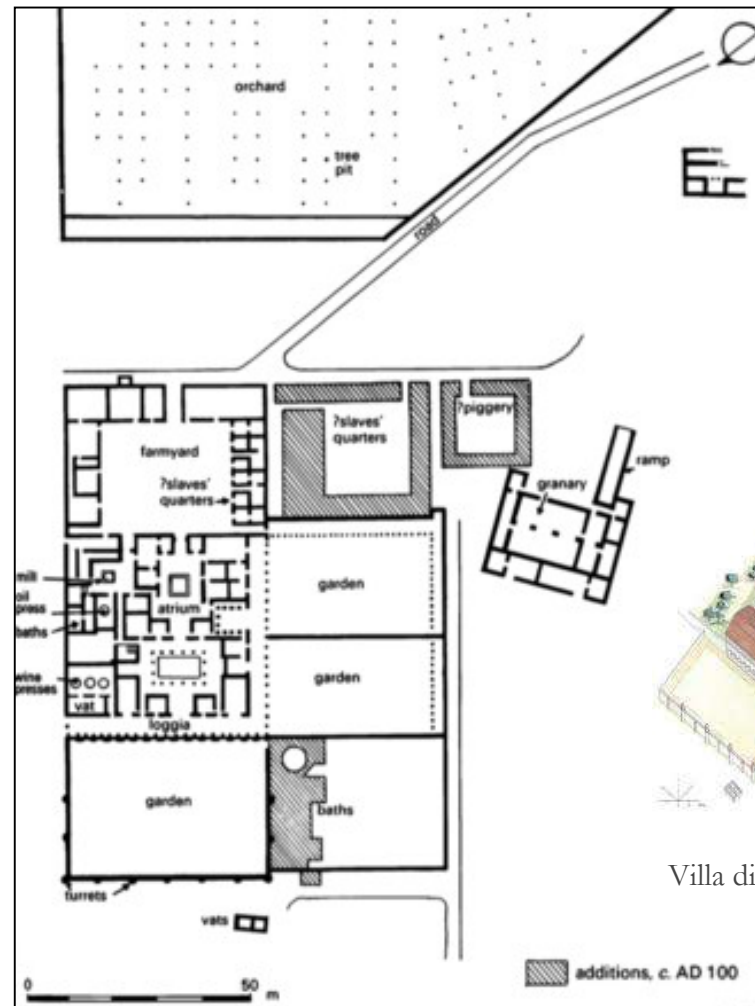 orchard
tree
pit
road
?slaves'
quarters
?piggery
farmyard
?slaves'
quarters
ramp
granary
mill
oil
press
atrium
garden
baths
wine
presses
vat
garden
loggia
garden
baths
turrets
vats
Villa di
additions, c. AD 100
0 50
m